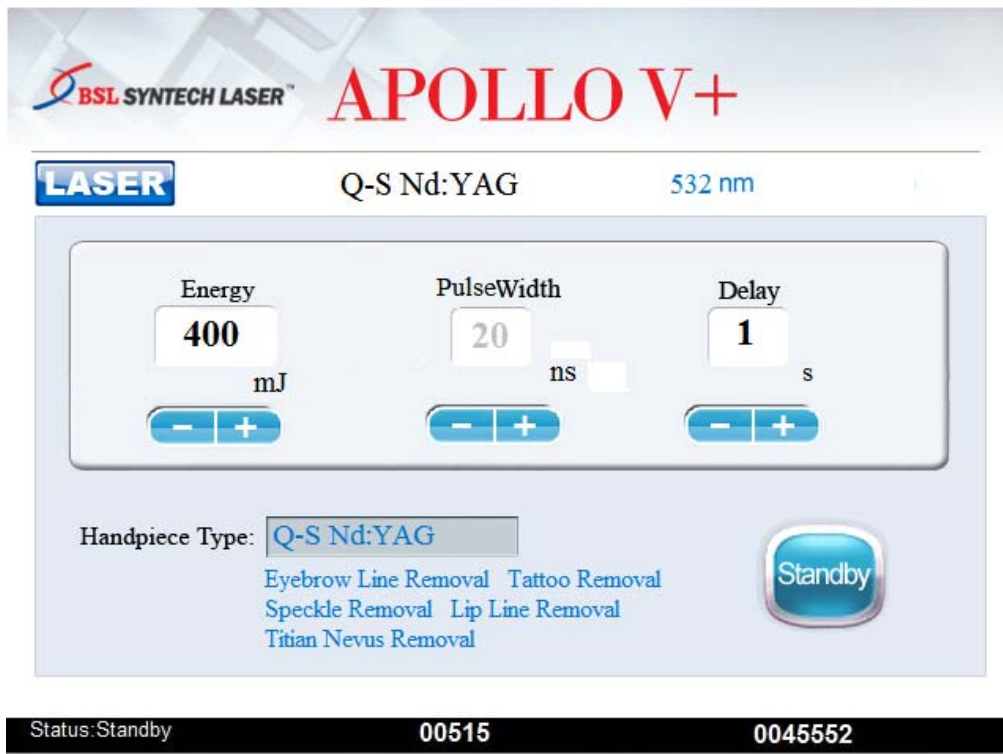 BSL SYNTECH LASER™ APOLLO V+
LASER Q-S Nd:YAG 532 nm
Energy PulseWidth Delay
400 20 1
mJ ns s
- + - + - +
Handpiece Type: Q-S Nd:YAG
Eyebrow Line Removal Tattoo Removal
Speckle Removal Lip Line Removal
Titian Nevus Removal
Standby
Status:Standby 00515 0045552